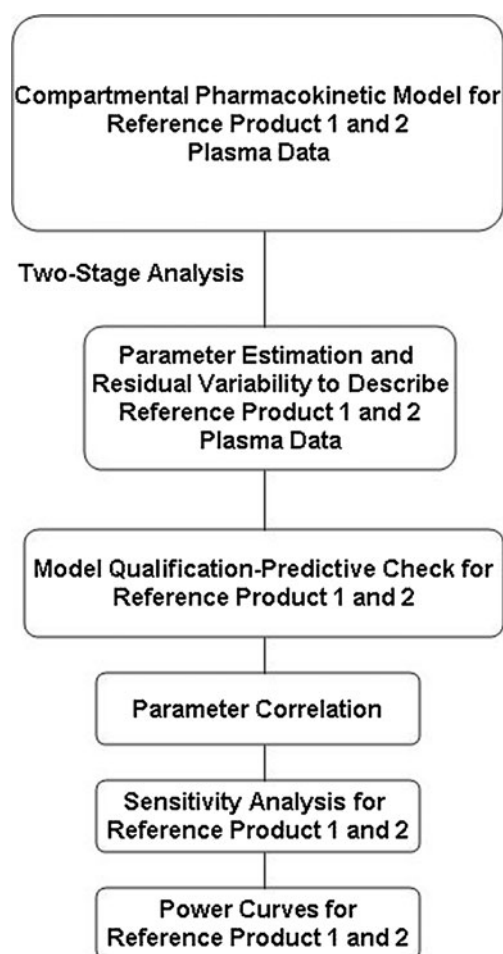 Compartmental Pharmacokinetic Model for
Reference Product 1 and 2
Plasma Data
Two-Stage Analysis
Parameter Estimation and
Residual Variability to Describe
Reference Product 1 and 2
Plasma Data
Model Qualification-Predictive Check for
Reference Product 1 and 2
Parameter Correlation
Sensitivity Analysis for
Reference Product 1 and 2
Power Curves for
Reference Product 1 and 2